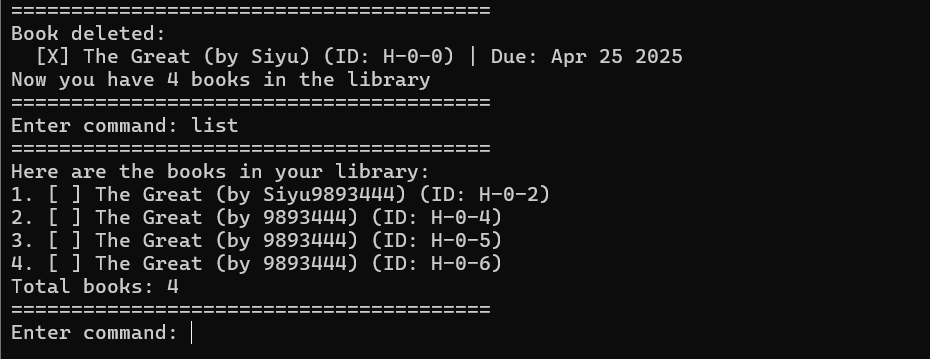 ========================================
Book deleted:
  [X] The Great (by Siyu) (ID: H-0-0) | Due: Apr 25 2025
Now you have 4 books in the library
========================================
Enter command: list
========================================
Here are the books in your library:
1. [ ] The Great (by Siyu9893444) (ID: H-0-2)
2. [ ] The Great (by 9893444) (ID: H-0-4)
3. [ ] The Great (by 9893444) (ID: H-0-5)
4. [ ] The Great (by 9893444) (ID: H-0-6)
Total books: 4
========================================
Enter command: